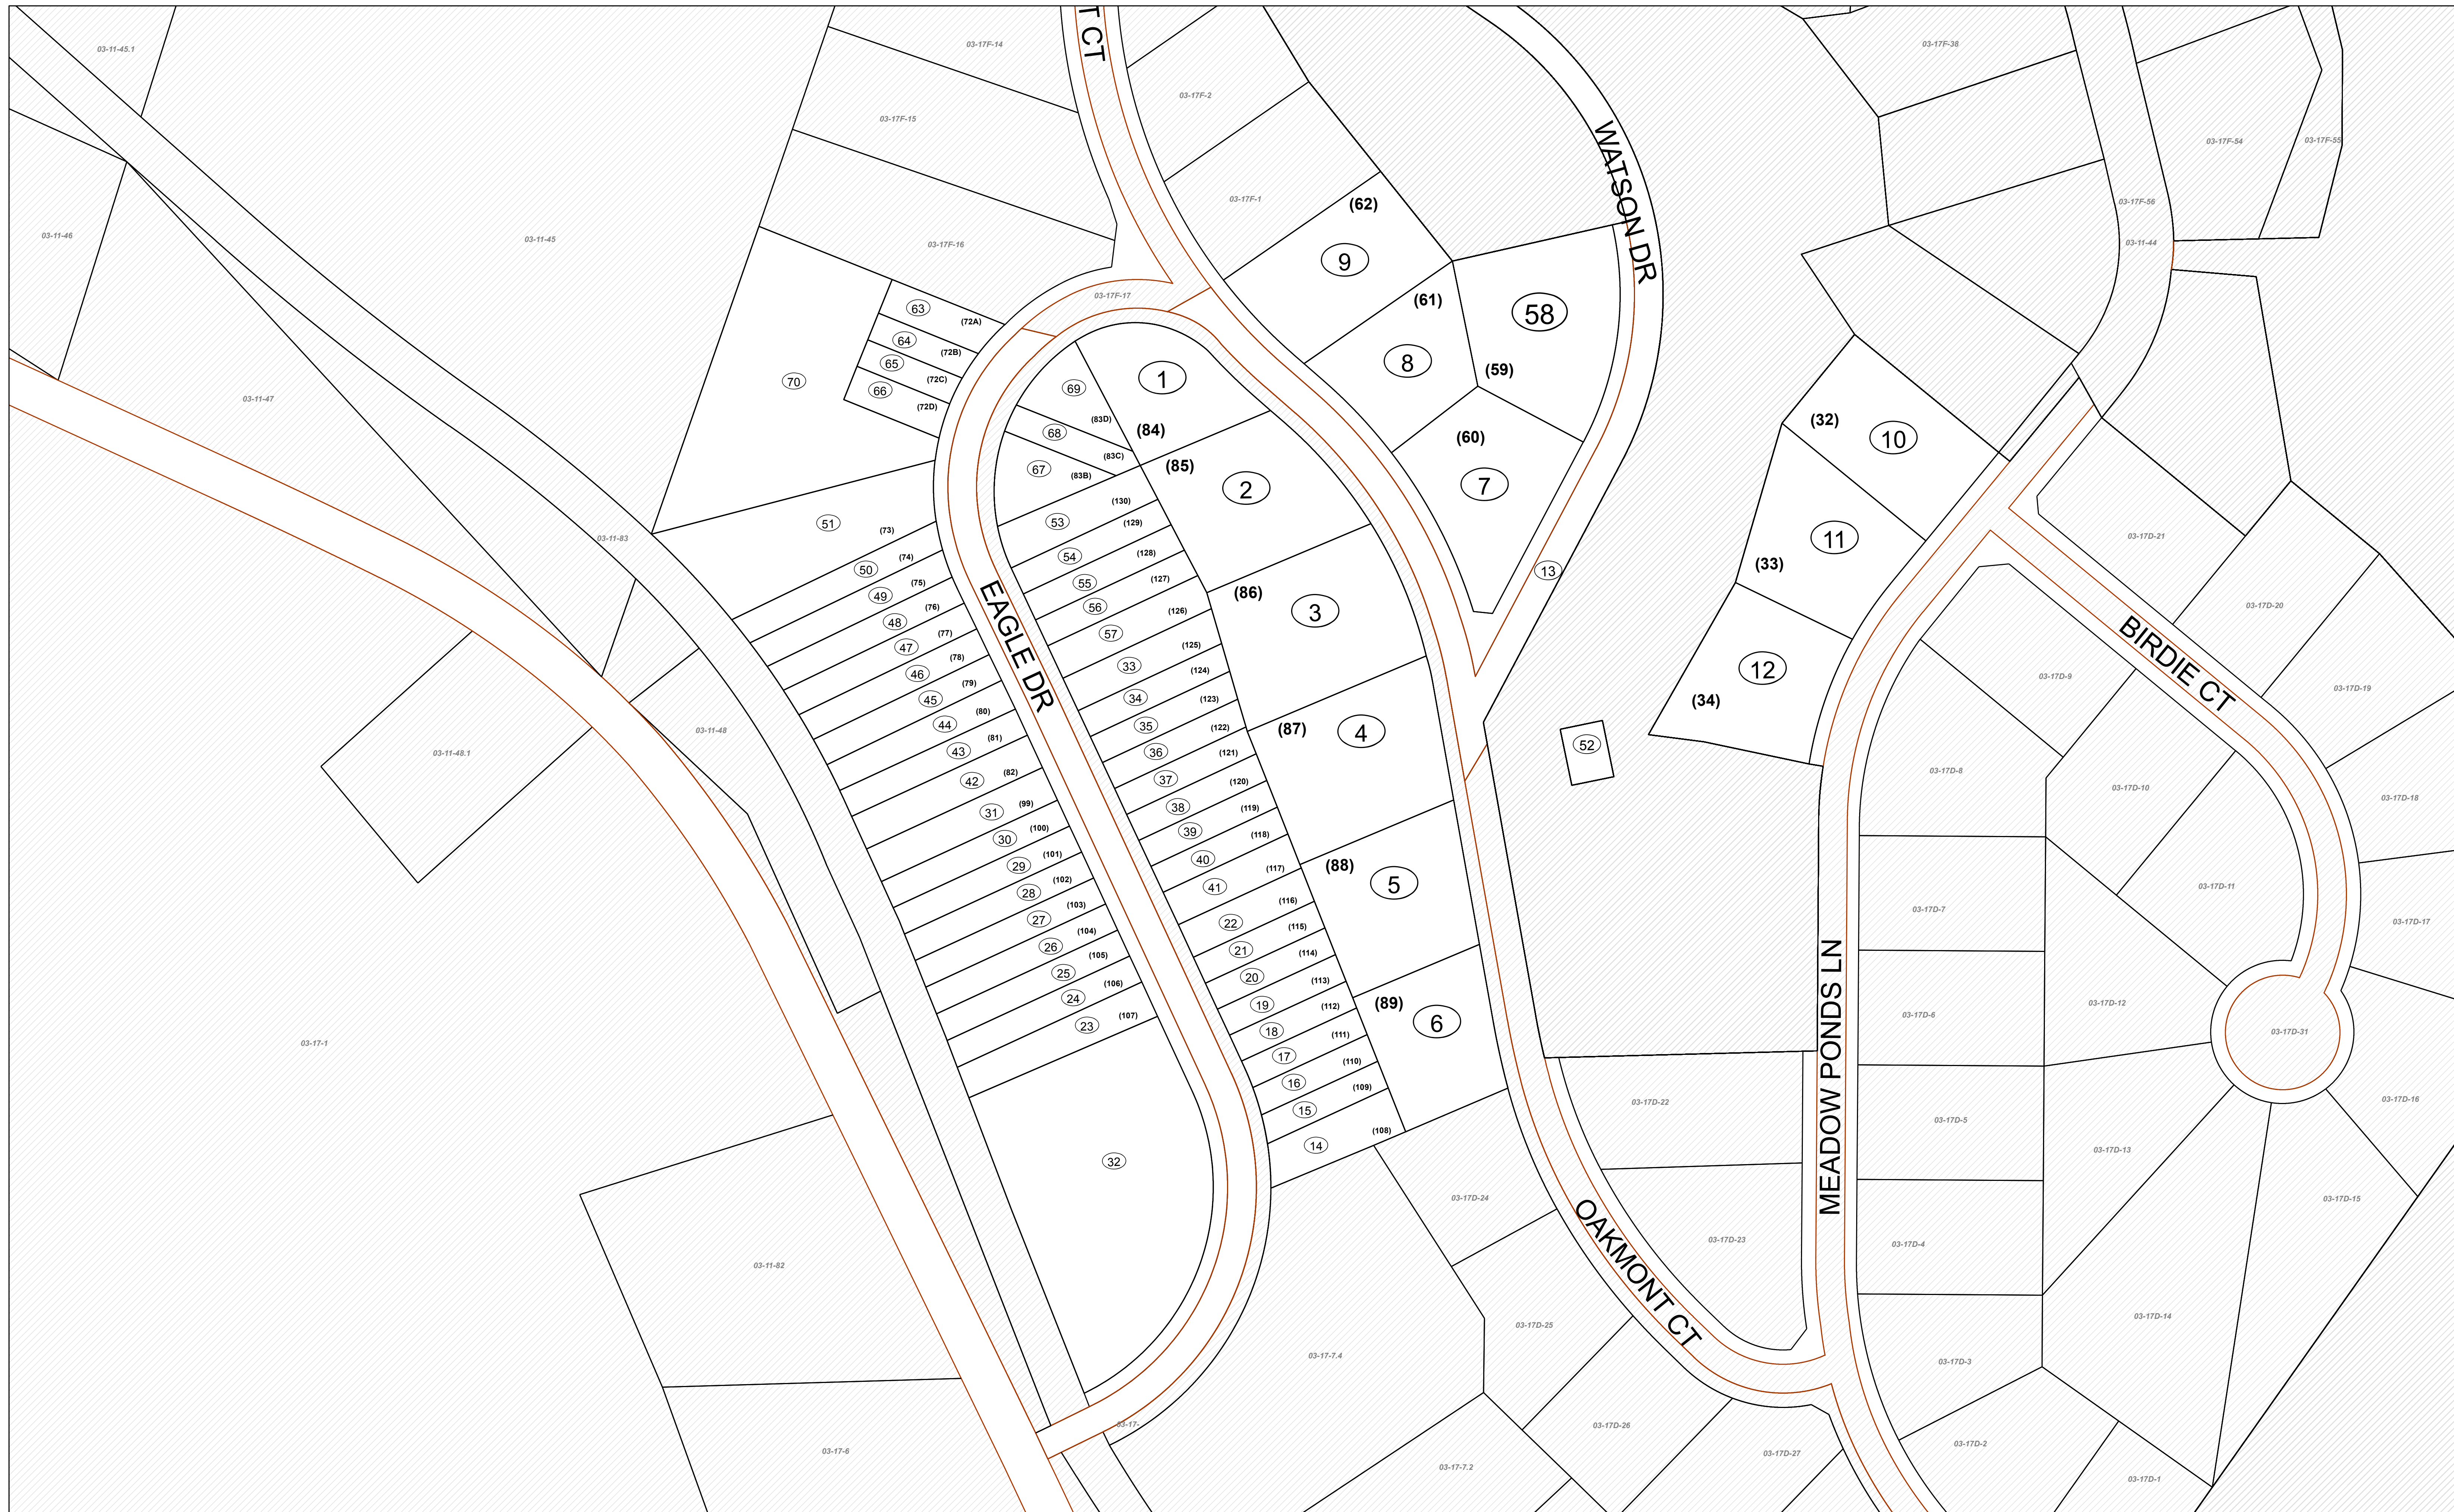 03-11-45.1
03-17F-14
T CT
03-17F-38
03-17F-2
03-17F-15
WATSON DR
03-17F-54
03-17F-55
03-17F-1
(62)
03-17F-56
03-11-46
03-11-45
03-17F-16
03-11-44
9
03-17F-17
(61)
58
63
(72A)
64
(72B)
65
(72C)
66
(72D)
70
69
1
8
(59)
03-11-47
(83D)
68
(84)
(83C)
67
(83B)
(85)
(60)
(32)
10
2
7
51
(73)
(130)
53
(129)
03-11-83
50
(74)
54
(128)
11
03-17D-21
49
(75)
55
(127)
(33)
13
48
(76)
56
(126)
(86)
3
03-17D-20
EAGLE DR
47
(77)
57
(125)
BIRDIE CT
46
(78)
33
(124)
12
03-17D-9
45
(79)
34
(123)
(34)
03-17D-19
44
(80)
35
(122)
(87)
4
03-11-48
43
(81)
36
(121)
52
03-11-48.1
42
(82)
37
(120)
03-17D-8
31
(99)
38
(119)
03-17D-10
03-17D-18
30
(100)
39
(118)
29
(101)
40
(117)
(88)
5
28
(102)
41
(116)
03-17D-11
27
(103)
22
(115)
03-17D-7
03-17D-17
26
(104)
21
(114)
25
(105)
20
(113)
24
(106)
19
(112)
(89)
6
03-17D-12
23
(107)
18
(111)
03-17D-6
03-17D-31
03-17-1
17
(110)
MEADOW PONDS LN
16
(109)
15
03-17D-22
03-17D-5
03-17D-16
14
(108)
32
03-17D-13
03-17D-24
03-17D-15
OAKMONT CT
03-17D-23
03-17D-4
03-11-82
03-17D-14
03-17D-25
03-17-7.4
03-17D-3
03-17-
03-17D-26
03-17-6
03-17D-27
03-17D-2
03-17-7.2
03-17D-1